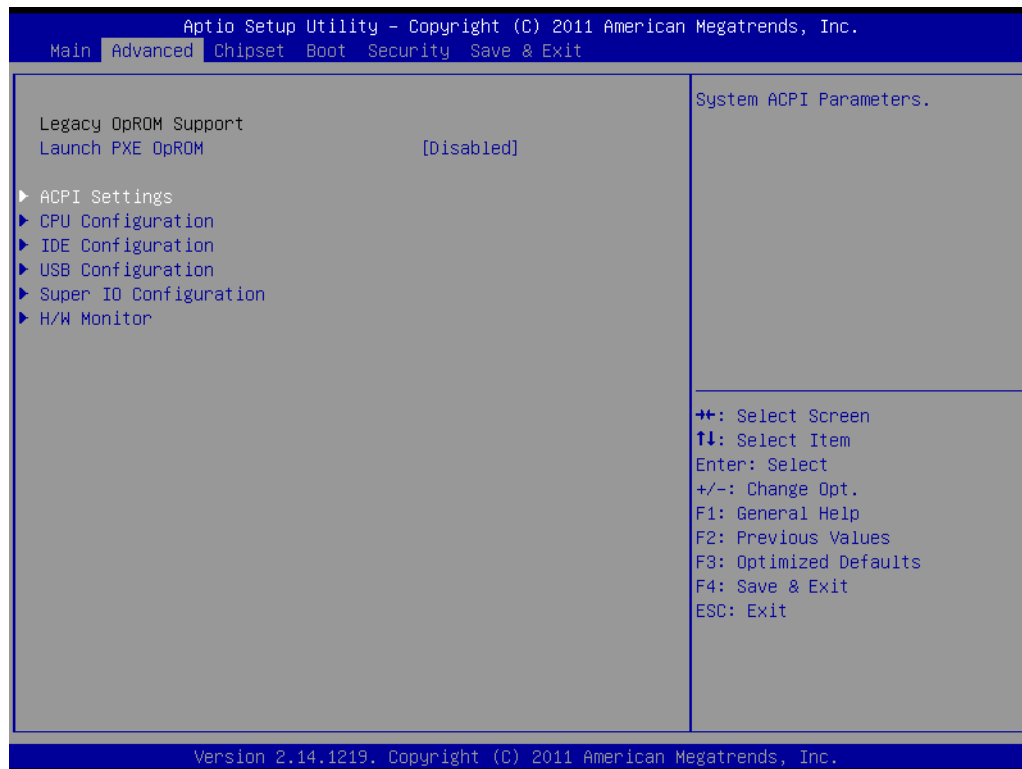 Aptio Setup Utility – Copyright (C) 2011 American Megatrends, Inc.
Main Advanced Chipset Boot Security Save & Exit
Legacy OpROM Support
Launch PXE OpROM [Disabled]
▶ ACPI Settings
▶ CPU Configuration
▶ IDE Configuration
▶ USB Configuration
▶ Super IO Configuration
▶ H/W Monitor
System ACPI Parameters.
→←: Select Screen
↑↓: Select Item
Enter: Select
+/-: Change Opt.
F1: General Help
F2: Previous Values
F3: Optimized Defaults
F4: Save & Exit
ESC: Exit
Version 2.14.1219. Copyright (C) 2011 American Megatrends, Inc.